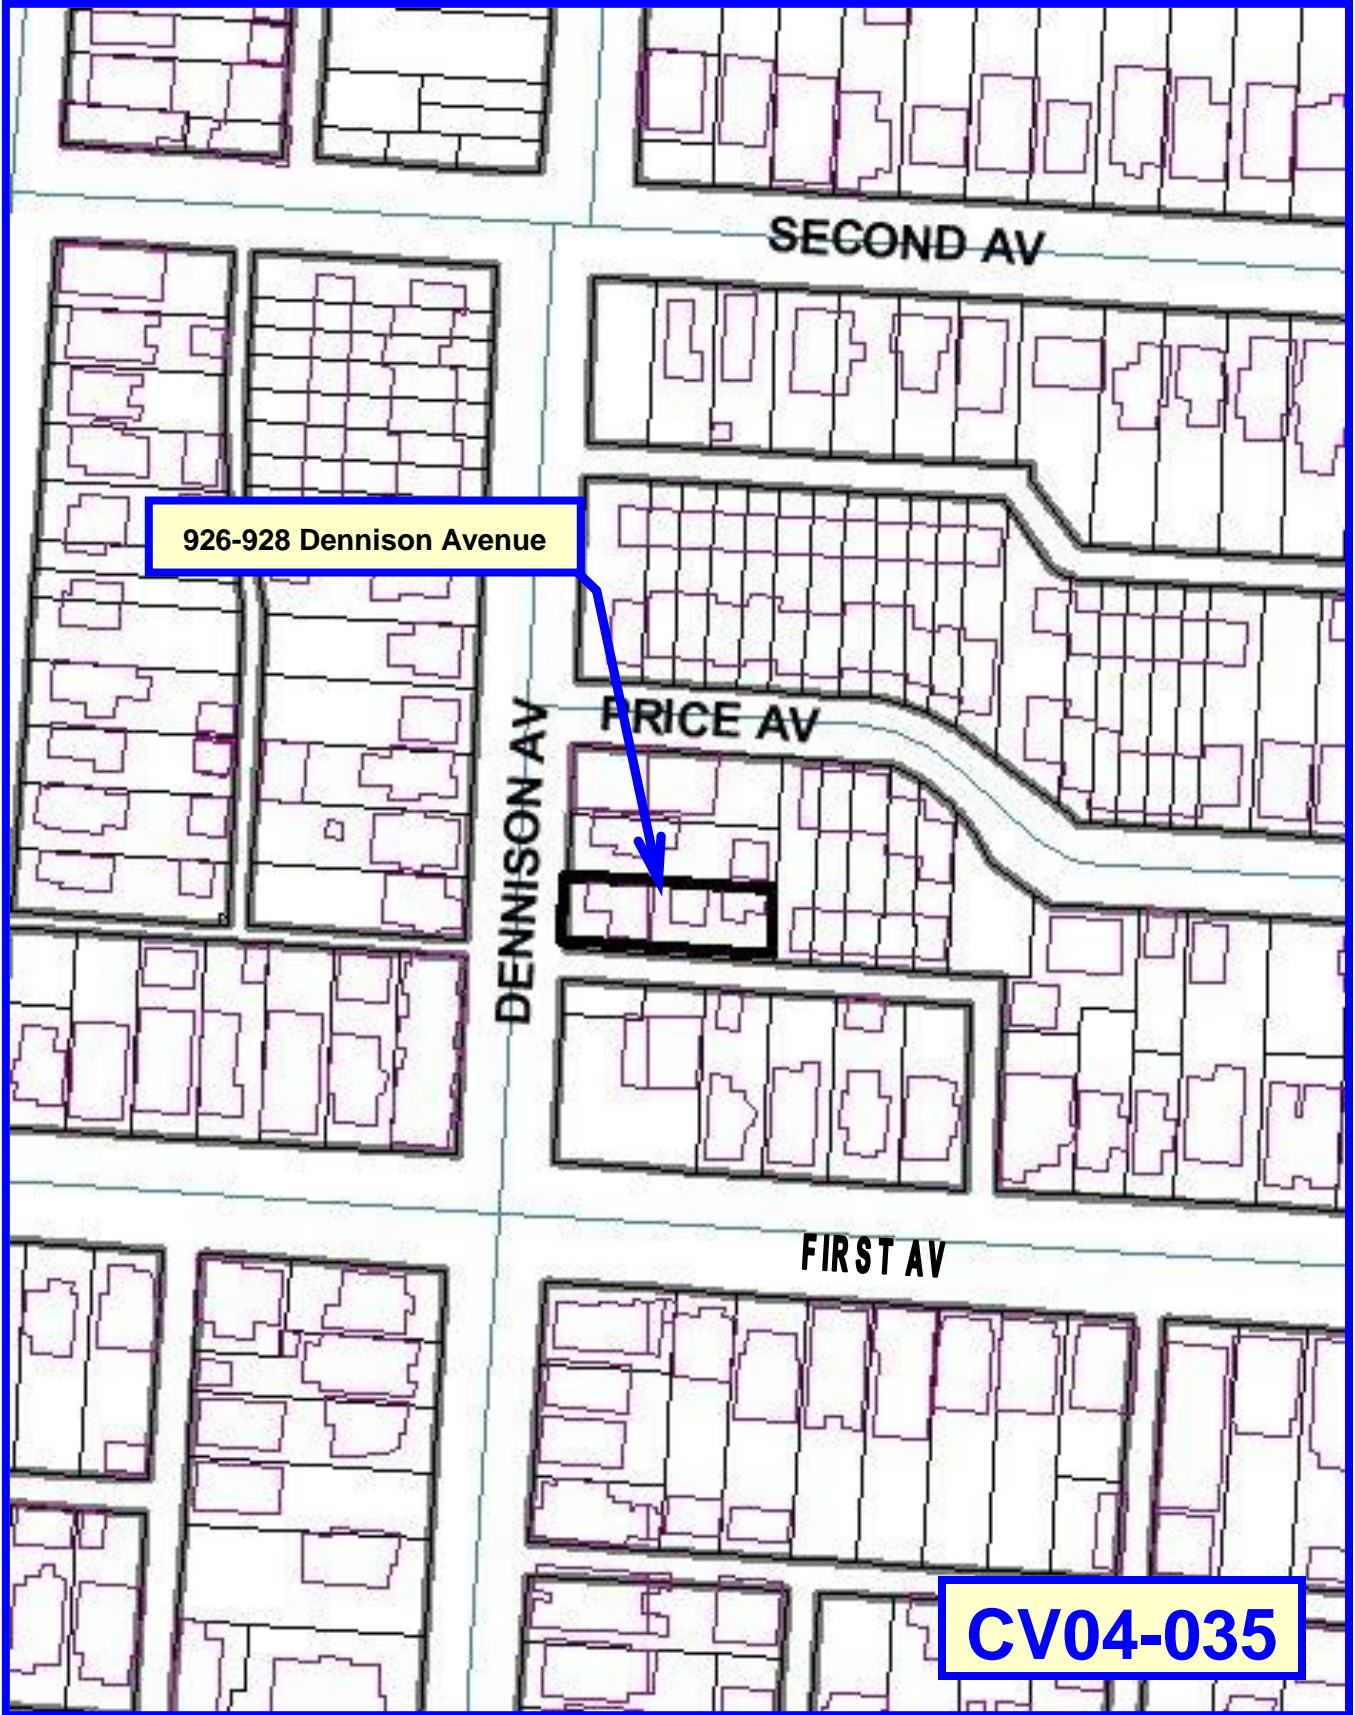 SECOND AV
926-928 Dennison Avenue
PRICE AV
DENNISON AV
FIRST AV
CV04-035